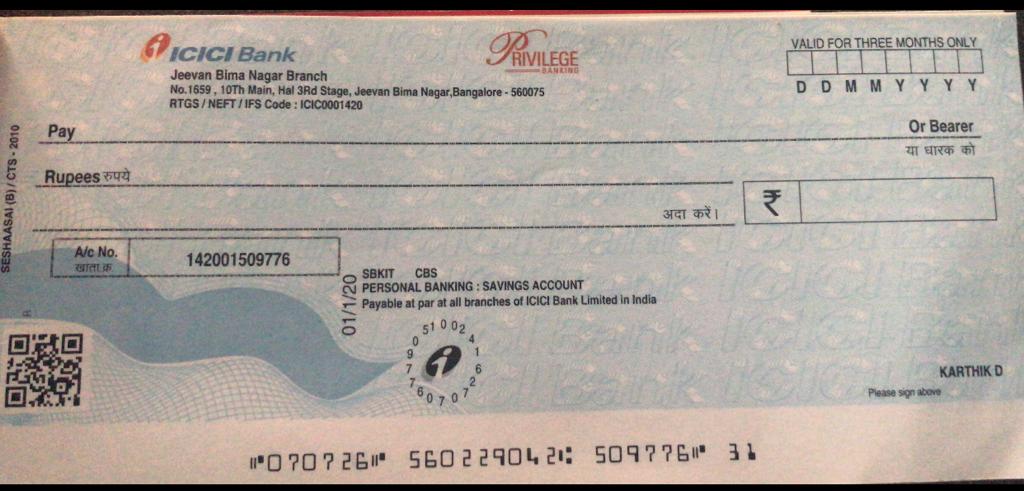 ICICI Bank
PRIVILEGE
BANKING
VALID FOR THREE MONTHS ONLY
D D M M Y Y Y Y
Jeevan Bima Nagar Branch
No.1659 , 10Th Main, Hal 3Rd Stage, Jeevan Bima Nagar,Bangalore - 560075
RTGS / NEFT / IFS Code : ICIC0001420
Pay
Or Bearer
या धारक को
Rupees रुपये
अदा करें।
₹
A/c No.
खाता क्र
142001509776
SESHAASAI (B) / CTS - 2010
01/1/20
SBKIT CBS
PERSONAL BANKING : SAVINGS ACCOUNT
Payable at par at all branches of ICICI Bank Limited in India
KARTHIK D
Please sign above
⑈070726⑈ 560229042⑆ 509776⑈ 31